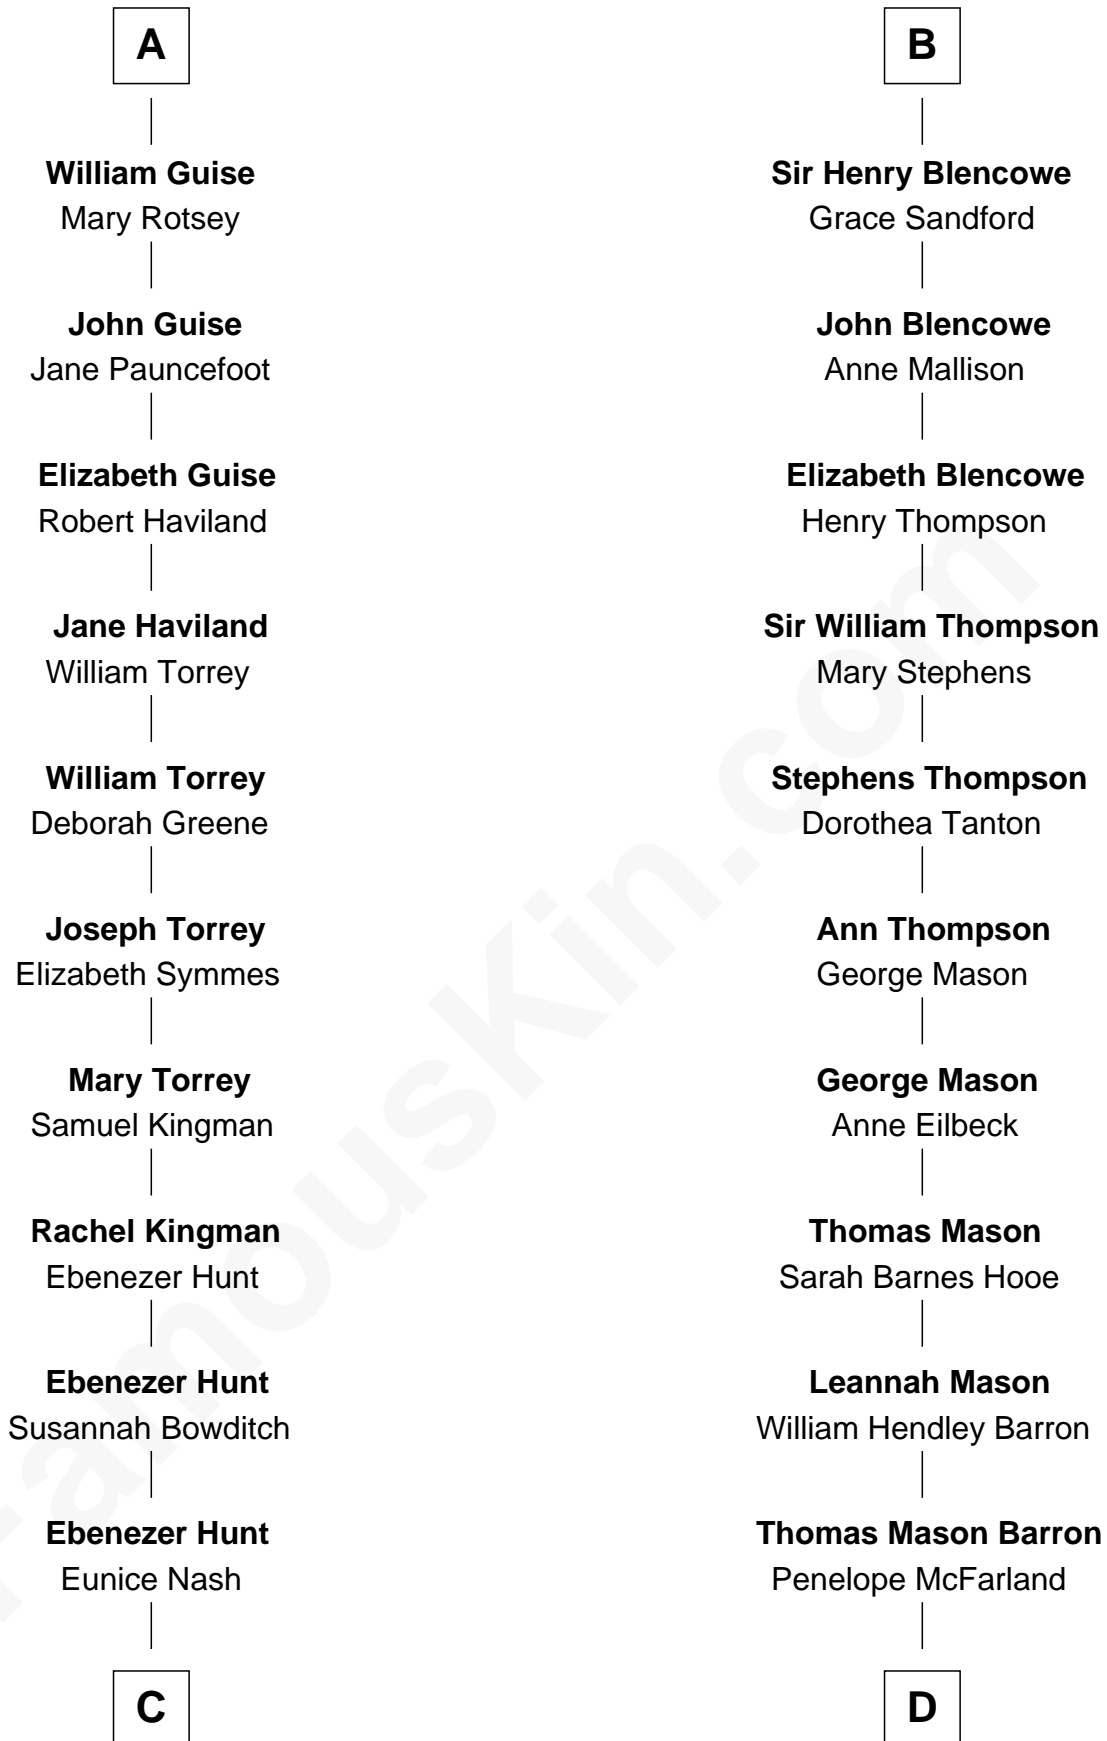 A
William Guise
Mary Rotsey
John Guise
Jane Pauncefoot
Elizabeth Guise
Robert Haviland
Jane Haviland
William Torrey
William Torrey
Deborah Greene
Joseph Torrey
Elizabeth Symmes
Mary Torrey
Samuel Kingman
Rachel Kingman
Ebenezer Hunt
Ebenezer Hunt
Susannah Bowditch
Ebenezer Hunt
Eunice Nash
C
B
Sir Henry Blencowe
Grace Sandford
John Blencowe
Anne Mallison
Elizabeth Blencowe
Henry Thompson
Sir William Thompson
Mary Stephens
Stephens Thompson
Dorothea Tanton
Ann Thompson
George Mason
George Mason
Anne Eilbeck
Thomas Mason
Sarah Barnes Hooe
Leannah Mason
William Hendley Barron
Thomas Mason Barron
Penelope McFarland
D
FamousKin.com